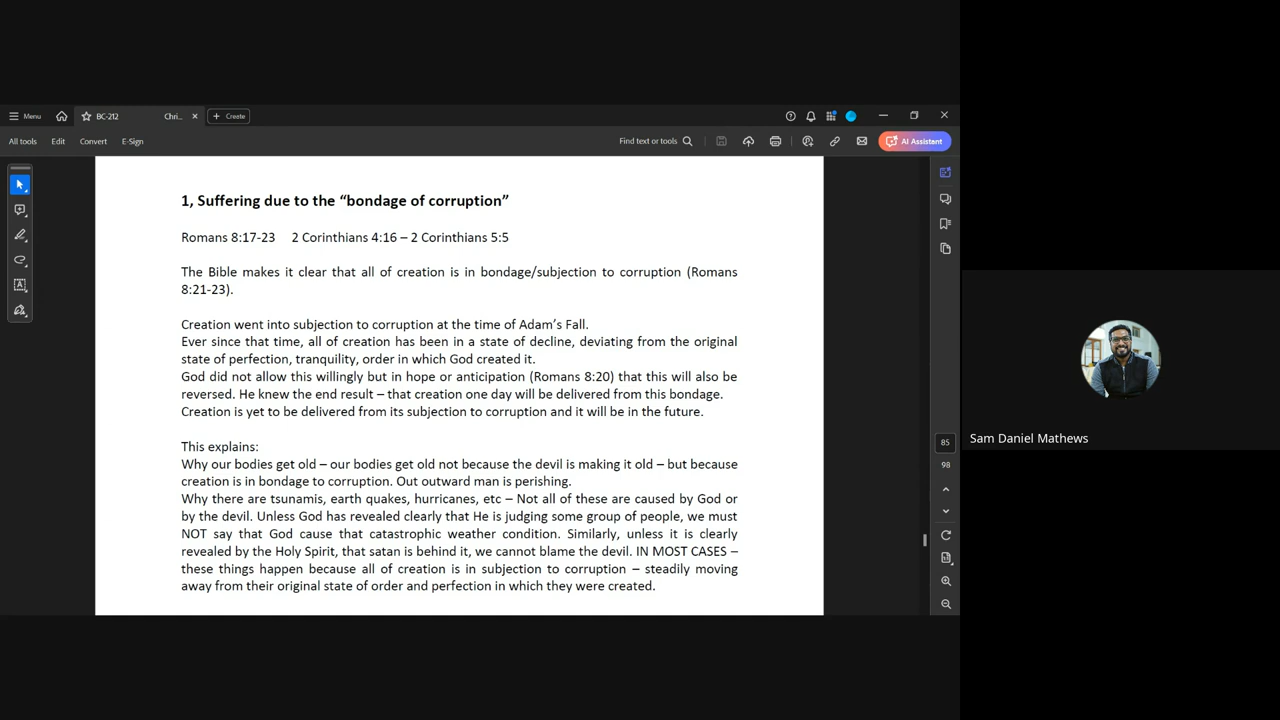 Menu
BC-212 Chri...
Create
All tools
Edit
Convert
E-Sign
Find text or tools
AI Assistant
1, Suffering due to the “bondage of corruption”
Romans 8:17-23 2 Corinthians 4:16 – 2 Corinthians 5:5
The Bible makes it clear that all of creation is in bondage/subjection to corruption (Romans
8:21-23).
Creation went into subjection to corruption at the time of Adam’s Fall.
Ever since that time, all of creation has been in a state of decline, deviating from the original
state of perfection, tranquility, order in which God created it.
God did not allow this willingly but in hope or anticipation (Romans 8:20) that this will also be
reversed. He knew the end result – that creation one day will be delivered from this bondage.
Creation is yet to be delivered from its subjection to corruption and it will be in the future.
This explains:
Why our bodies get old – our bodies get old not because the devil is making it old – but because
creation is in bondage to corruption. Out outward man is perishing.
Why there are tsunamis, earth quakes, hurricanes, etc – Not all of these are caused by God or
by the devil. Unless God has revealed clearly that He is judging some group of people, we must
NOT say that God cause that catastrophic weather condition. Similarly, unless it is clearly
revealed by the Holy Spirit, that satan is behind it, we cannot blame the devil. IN MOST CASES –
these things happen because all of creation is in subjection to corruption – steadily moving
away from their original state of order and perfection in which they were created.
85
98
Sam Daniel Mathews